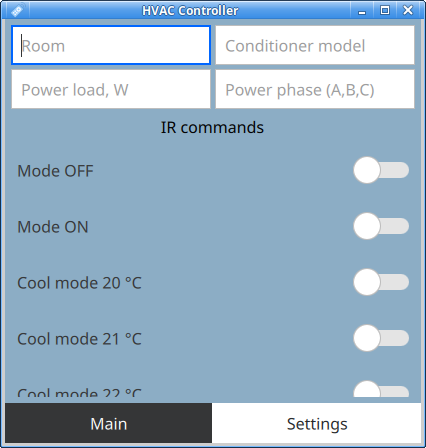 HVAC Controller
Room
Conditioner model
Power load, W
Power phase (A,B,C)
IR commands
Mode OFF
Mode ON
Cool mode 20 °C
Cool mode 21 °C
Cool mode 22 °C
Main
Settings